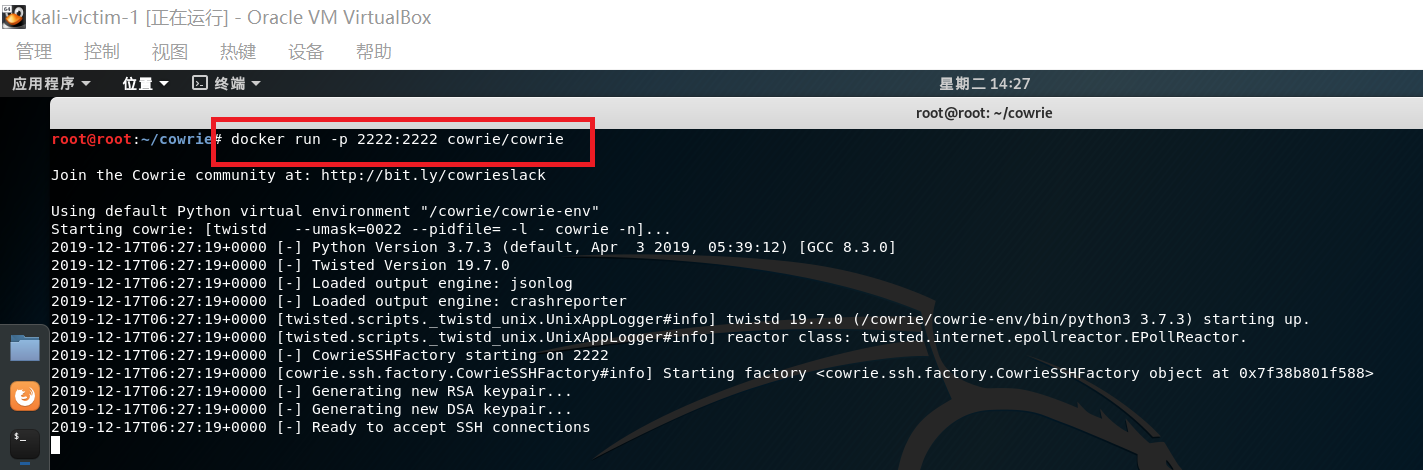 kali-victim-1 [正在运行] - Oracle VM VirtualBox
管理 控制 视图 热键 设备 帮助
应用程序 位置 终端 星期二 14:27
root@root: ~/cowrie
root@root:~/cowrie# docker run -p 2222:2222 cowrie/cowrie
Join the Cowrie community at: http://bit.ly/cowrieslack
Using default Python virtual environment "/cowrie/cowrie-env"
Starting cowrie: [twistd   --umask=0022 --pidfile= -l - cowrie -n]...
2019-12-17T06:27:19+0000 [-] Python Version 3.7.3 (default, Apr  3 2019, 05:39:12) [GCC 8.3.0]
2019-12-17T06:27:19+0000 [-] Twisted Version 19.7.0
2019-12-17T06:27:19+0000 [-] Loaded output engine: jsonlog
2019-12-17T06:27:19+0000 [-] Loaded output engine: crashreporter
2019-12-17T06:27:19+0000 [twisted.scripts._twistd_unix.UnixAppLogger#info] twistd 19.7.0 (/cowrie/cowrie-env/bin/python3 3.7.3) starting up.
2019-12-17T06:27:19+0000 [twisted.scripts._twistd_unix.UnixAppLogger#info] reactor class: twisted.internet.epollreactor.EPollReactor.
2019-12-17T06:27:19+0000 [-] CowrieSSHFactory starting on 2222
2019-12-17T06:27:19+0000 [cowrie.ssh.factory.CowrieSSHFactory#info] Starting factory <cowrie.ssh.factory.CowrieSSHFactory object at 0x7f38b801f588>
2019-12-17T06:27:19+0000 [-] Generating new RSA keypair...
2019-12-17T06:27:19+0000 [-] Generating new DSA keypair...
2019-12-17T06:27:19+0000 [-] Ready to accept SSH connections